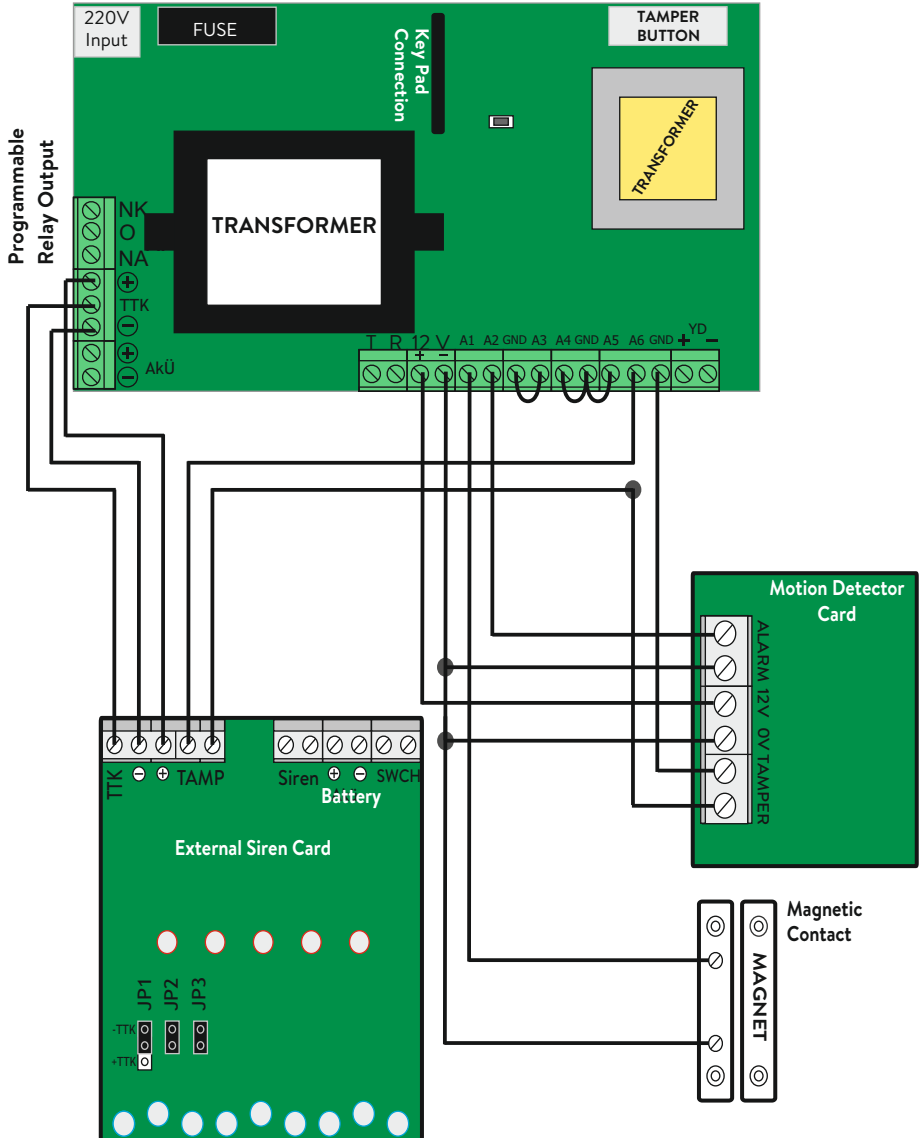 220V
Input
FUSE
Key Pad
Connection
TAMPER
BUTTON
TRANSFORMER
Programmable
Relay Output
NK
O
NA
+
TTK
−
+
AkÜ
−
TRANSFORMER
T R 12 V A1 A2 GND A3 A4 GND A5 A6 GND YD
+ − + −
Motion Detector
Card
ALARM 12V 0V TAMPER
TTK − + TAMP Siren + − SWCH
Battery
External Siren Card
JP1 JP2 JP3
-TTK
+TTK
Magnetic
Contact
MAGNET